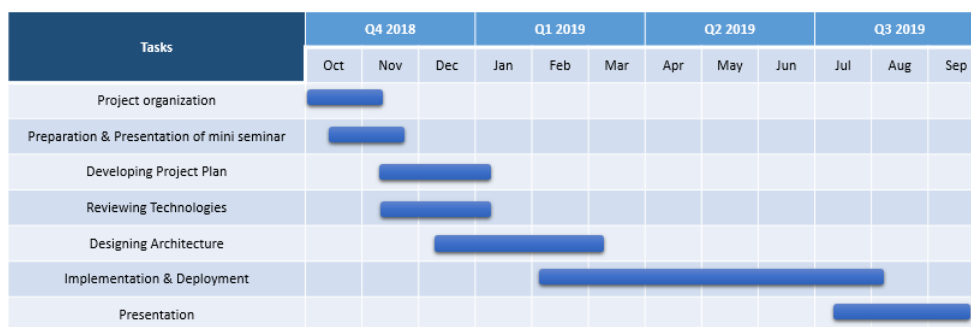 Tasks
Q4 2018 Q1 2019 Q2 2019 Q3 2019
Oct Nov Dec Jan Feb Mar Apr May Jun Jul Aug Sep
Project organization
Preparation & Presentation of mini seminar
Developing Project Plan
Reviewing Technologies
Designing Architecture
Implementation & Deployment
Presentation